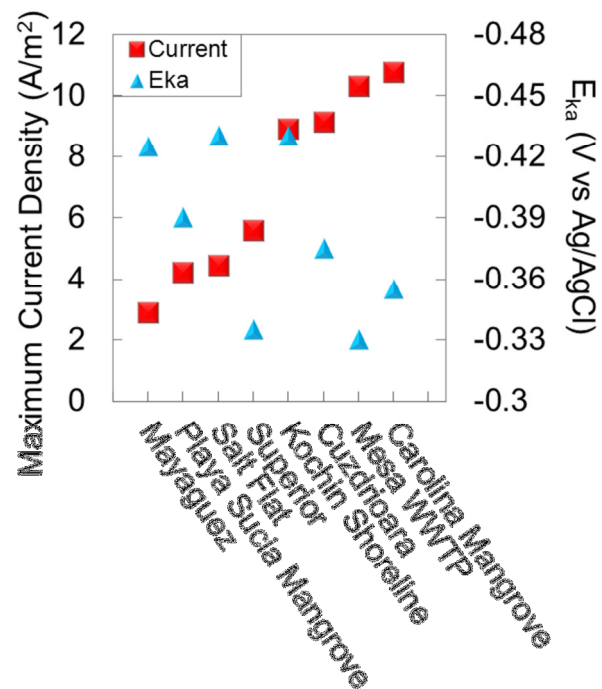 12
10
8
6
4
2
0
Maximum Current Density (A/m²)
Current
Eka
-0.48
-0.45
-0.42
-0.39
-0.36
-0.33
-0.3
E_ka (V vs Ag/AgCl)
Mayaguez
Playa Sucia Mangrove
Salt Flat
Superior
Kochin Shoreline
Cuzdrioara
Mesa WWTP
Carolina Mangrove